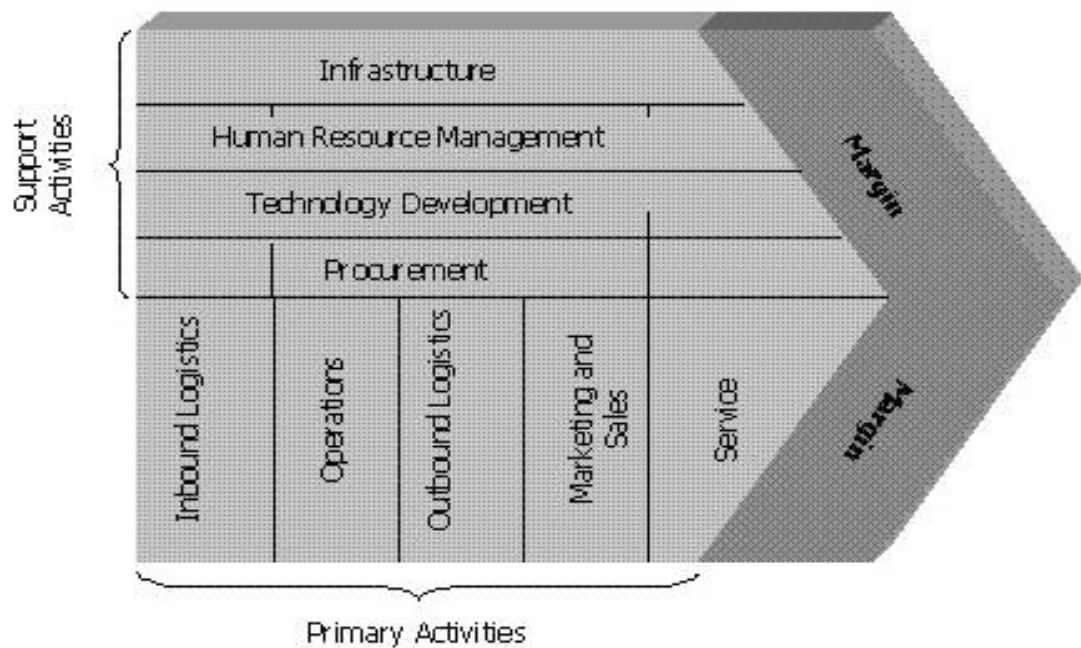 Support
Activities
Infrastructure
Human Resource Management
Technology Development
Procurement
Inbound Logistics
Operations
Outbound Logistics
Marketing and
Sales
Service
Margin
Margin
Primary Activities